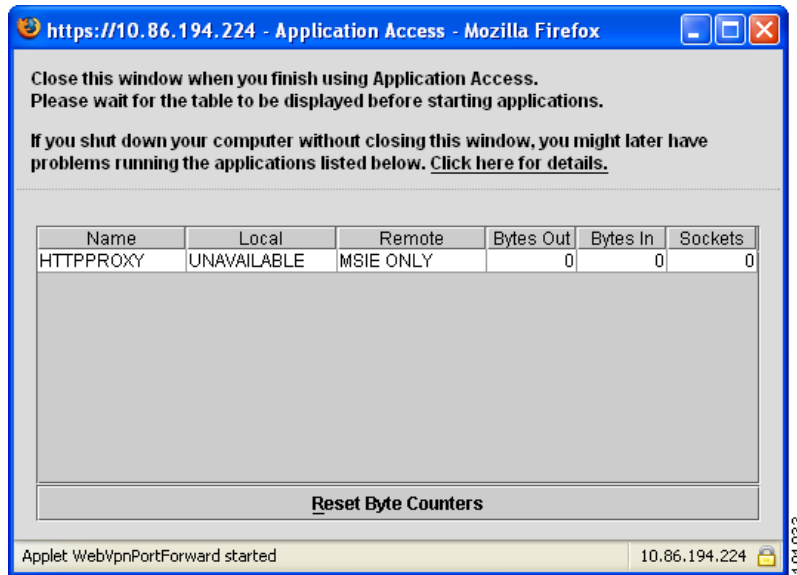 https://10.86.194.224 - Application Access - Mozilla Firefox
Close this window when you finish using Application Access.
Please wait for the table to be displayed before starting applications.
If you shut down your computer without closing this window, you might later have
problems running the applications listed below. Click here for details.
Name Local Remote Bytes Out Bytes In Sockets
HTTPPROXY UNAVAILABLE MSIE ONLY 0 0 0
Reset Byte Counters
Applet WebVpnPortForward started 10.86.194.224